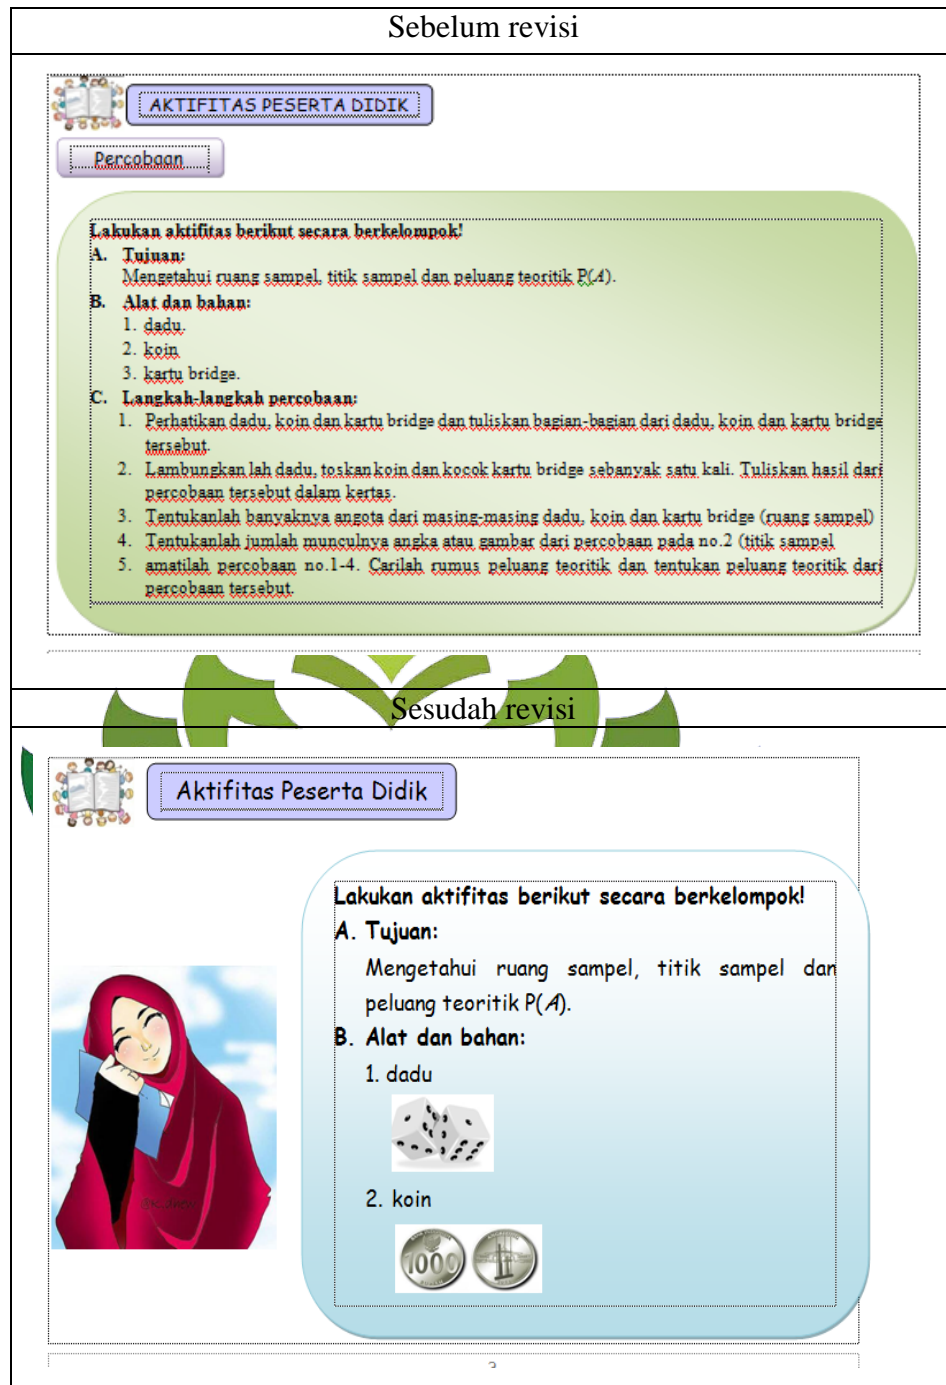 Sebelum revisi
AKTIFITAS PESERTA DIDIK
Percobaan
Lakukan aktifitas berikut secara berkelompok!
A. Tujuan:
Mengetahui ruang sampel, titik sampel dan peluang teoritik P(A).
B. Alat dan bahan:
1. dadu.
2. koin
3. kartu bridge.
C. Langkah-langkah percobaan:
1. Perhatikan dadu, koin dan kartu bridge dan tuliskan bagian-bagian dari dadu, koin dan kartu bridge
tersebut.
2. Lambungkan lah dadu, toskan koin dan kocok kartu bridge sebanyak satu kali. Tuliskan hasil dari
percobaan tersebut dalam kertas.
3. Tentukanlah banyaknya angota dari masing-masing dadu, koin dan kartu bridge (ruang sampel)
4. Tentukanlah jumlah munculnya angka atau gambar dari percobaan pada no.2 (titik sampel
5. amatilah percobaan no.1-4. Carilah rumus peluang teoritik dan tentukan peluang teoritik dari
percobaan tersebut.
Sesudah revisi
Aktifitas Peserta Didik
Lakukan aktifitas berikut secara berkelompok!
A. Tujuan:
Mengetahui ruang sampel, titik sampel dan
peluang teoritik P(A).
B. Alat dan bahan:
1. dadu
2. koin
1000